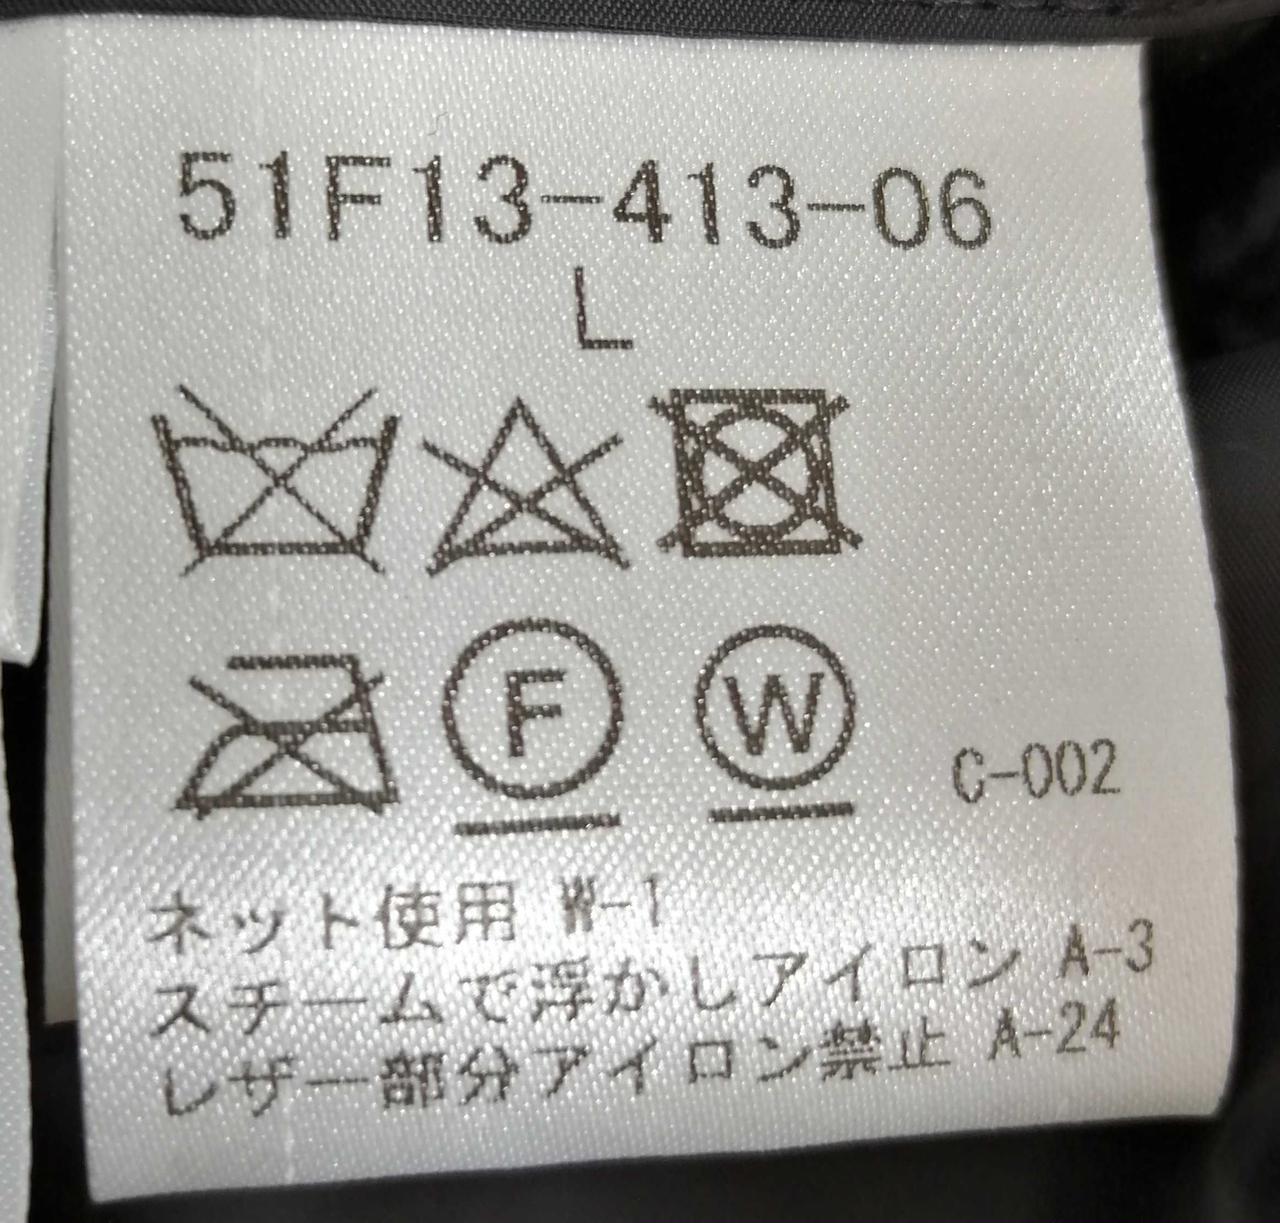 51F13-413-06
L
F
W
C-002
ネット使用 W-1
スチームで浮かしアイロン A-3
レザー部分アイロン禁止 A-24